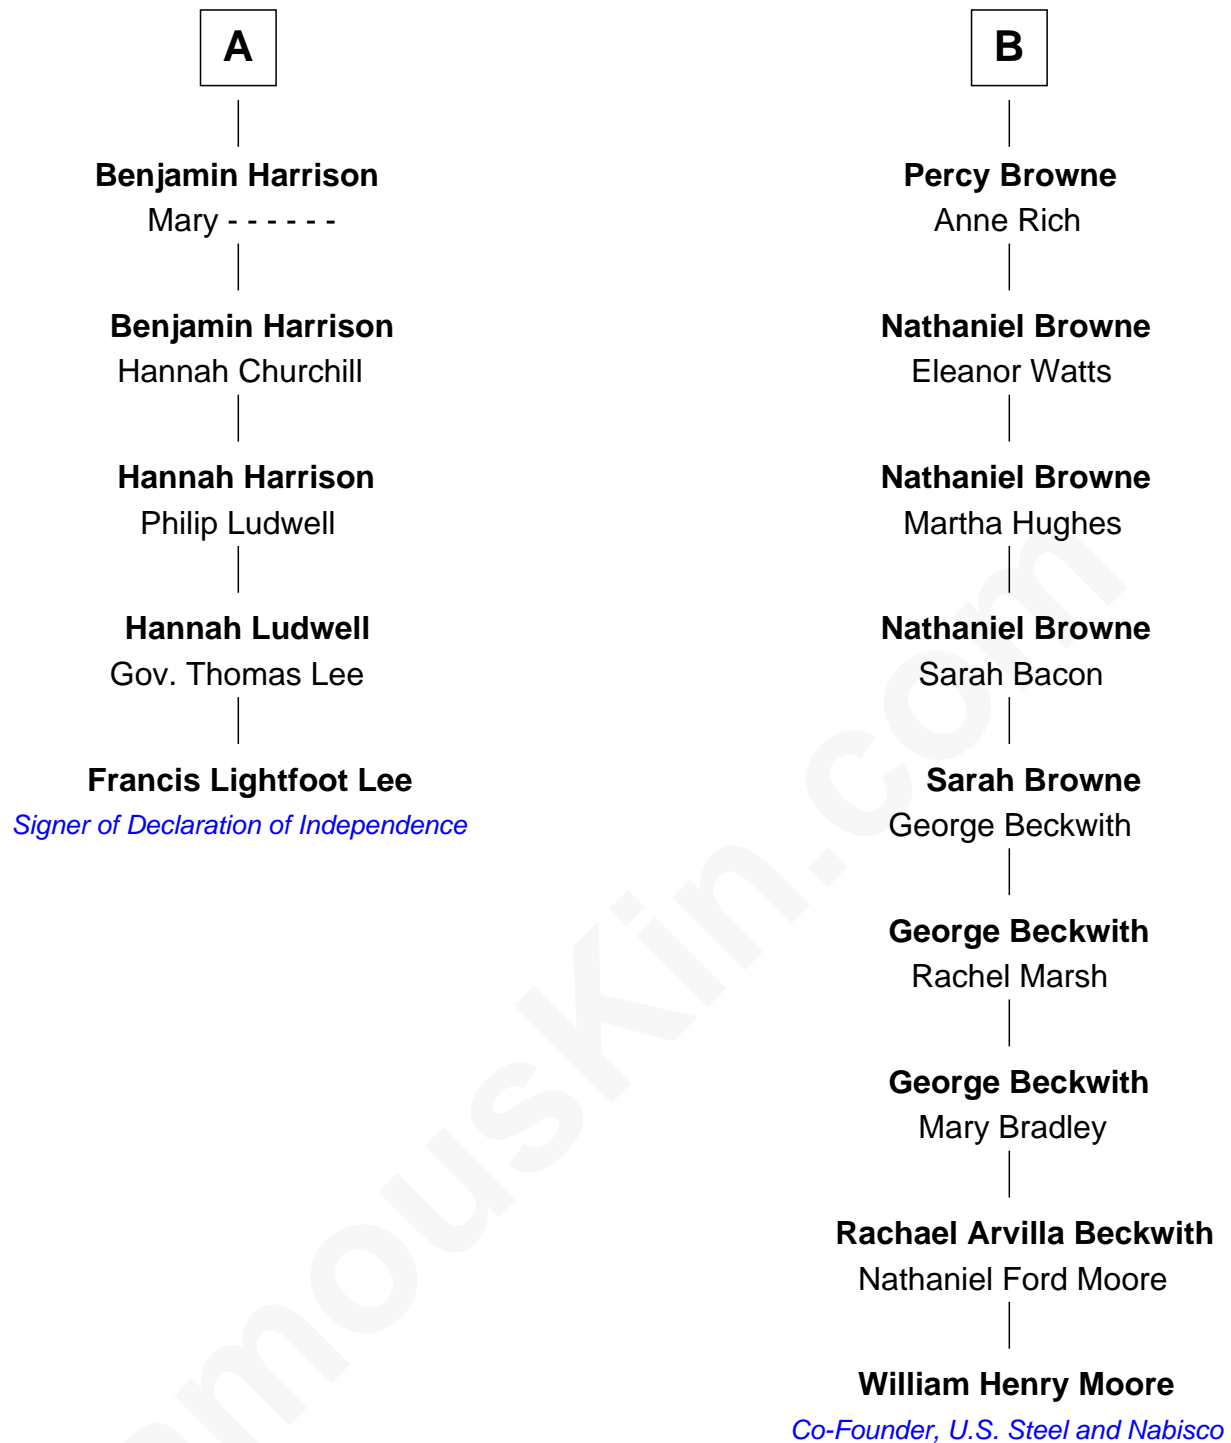 A
Benjamin Harrison
Mary - - - - - -
Benjamin Harrison
Hannah Churchill
Hannah Harrison
Philip Ludwell
Hannah Ludwell
Gov. Thomas Lee
Francis Lightfoot Lee
Signer of Declaration of Independence
B
Percy Browne
Anne Rich
Nathaniel Browne
Eleanor Watts
Nathaniel Browne
Martha Hughes
Nathaniel Browne
Sarah Bacon
Sarah Browne
George Beckwith
George Beckwith
Rachel Marsh
George Beckwith
Mary Bradley
Rachael Arvilla Beckwith
Nathaniel Ford Moore
William Henry Moore
Co-Founder, U.S. Steel and Nabisco
amouskin.com